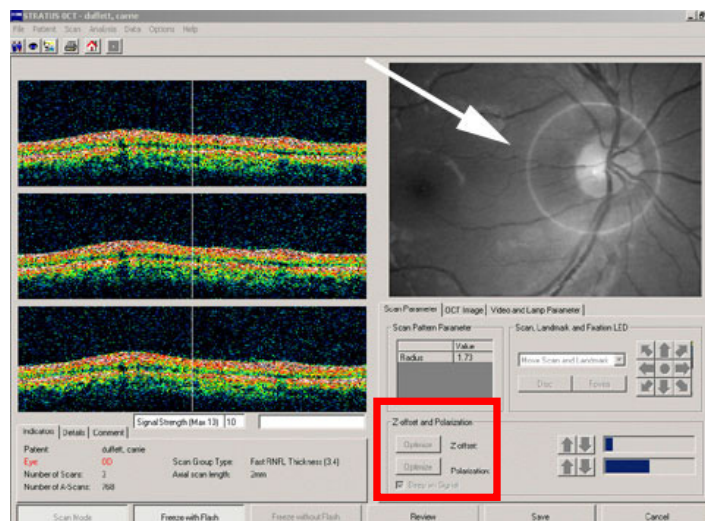 STRATUS OCT - duffett, carrie
File Patient Scan Analysis Data Options Help
Scan Parameter OCT Image Video and Lamp Parameter
Scan Pattern Parameter
Value
Radius 1.73
Scan, Landmark and Fixation LED
Move Scan and Landmark
Disc Fovea
Signal Strength (Max 13) 10
Indicators Details Comment
Patient: duffett, carrie
Eye: OD
Number of Scans: 3
Number of A-Scans: 768
Scan Group Type: Fast RNFL Thickness (3.4)
Axial scan length: 2mm
Z-offset and Polarization
Optimize Z-offset:
Optimize Polarization:
Beep on Signal
Scan Mode Freeze with Flash Freeze without Flash Review Save Cancel